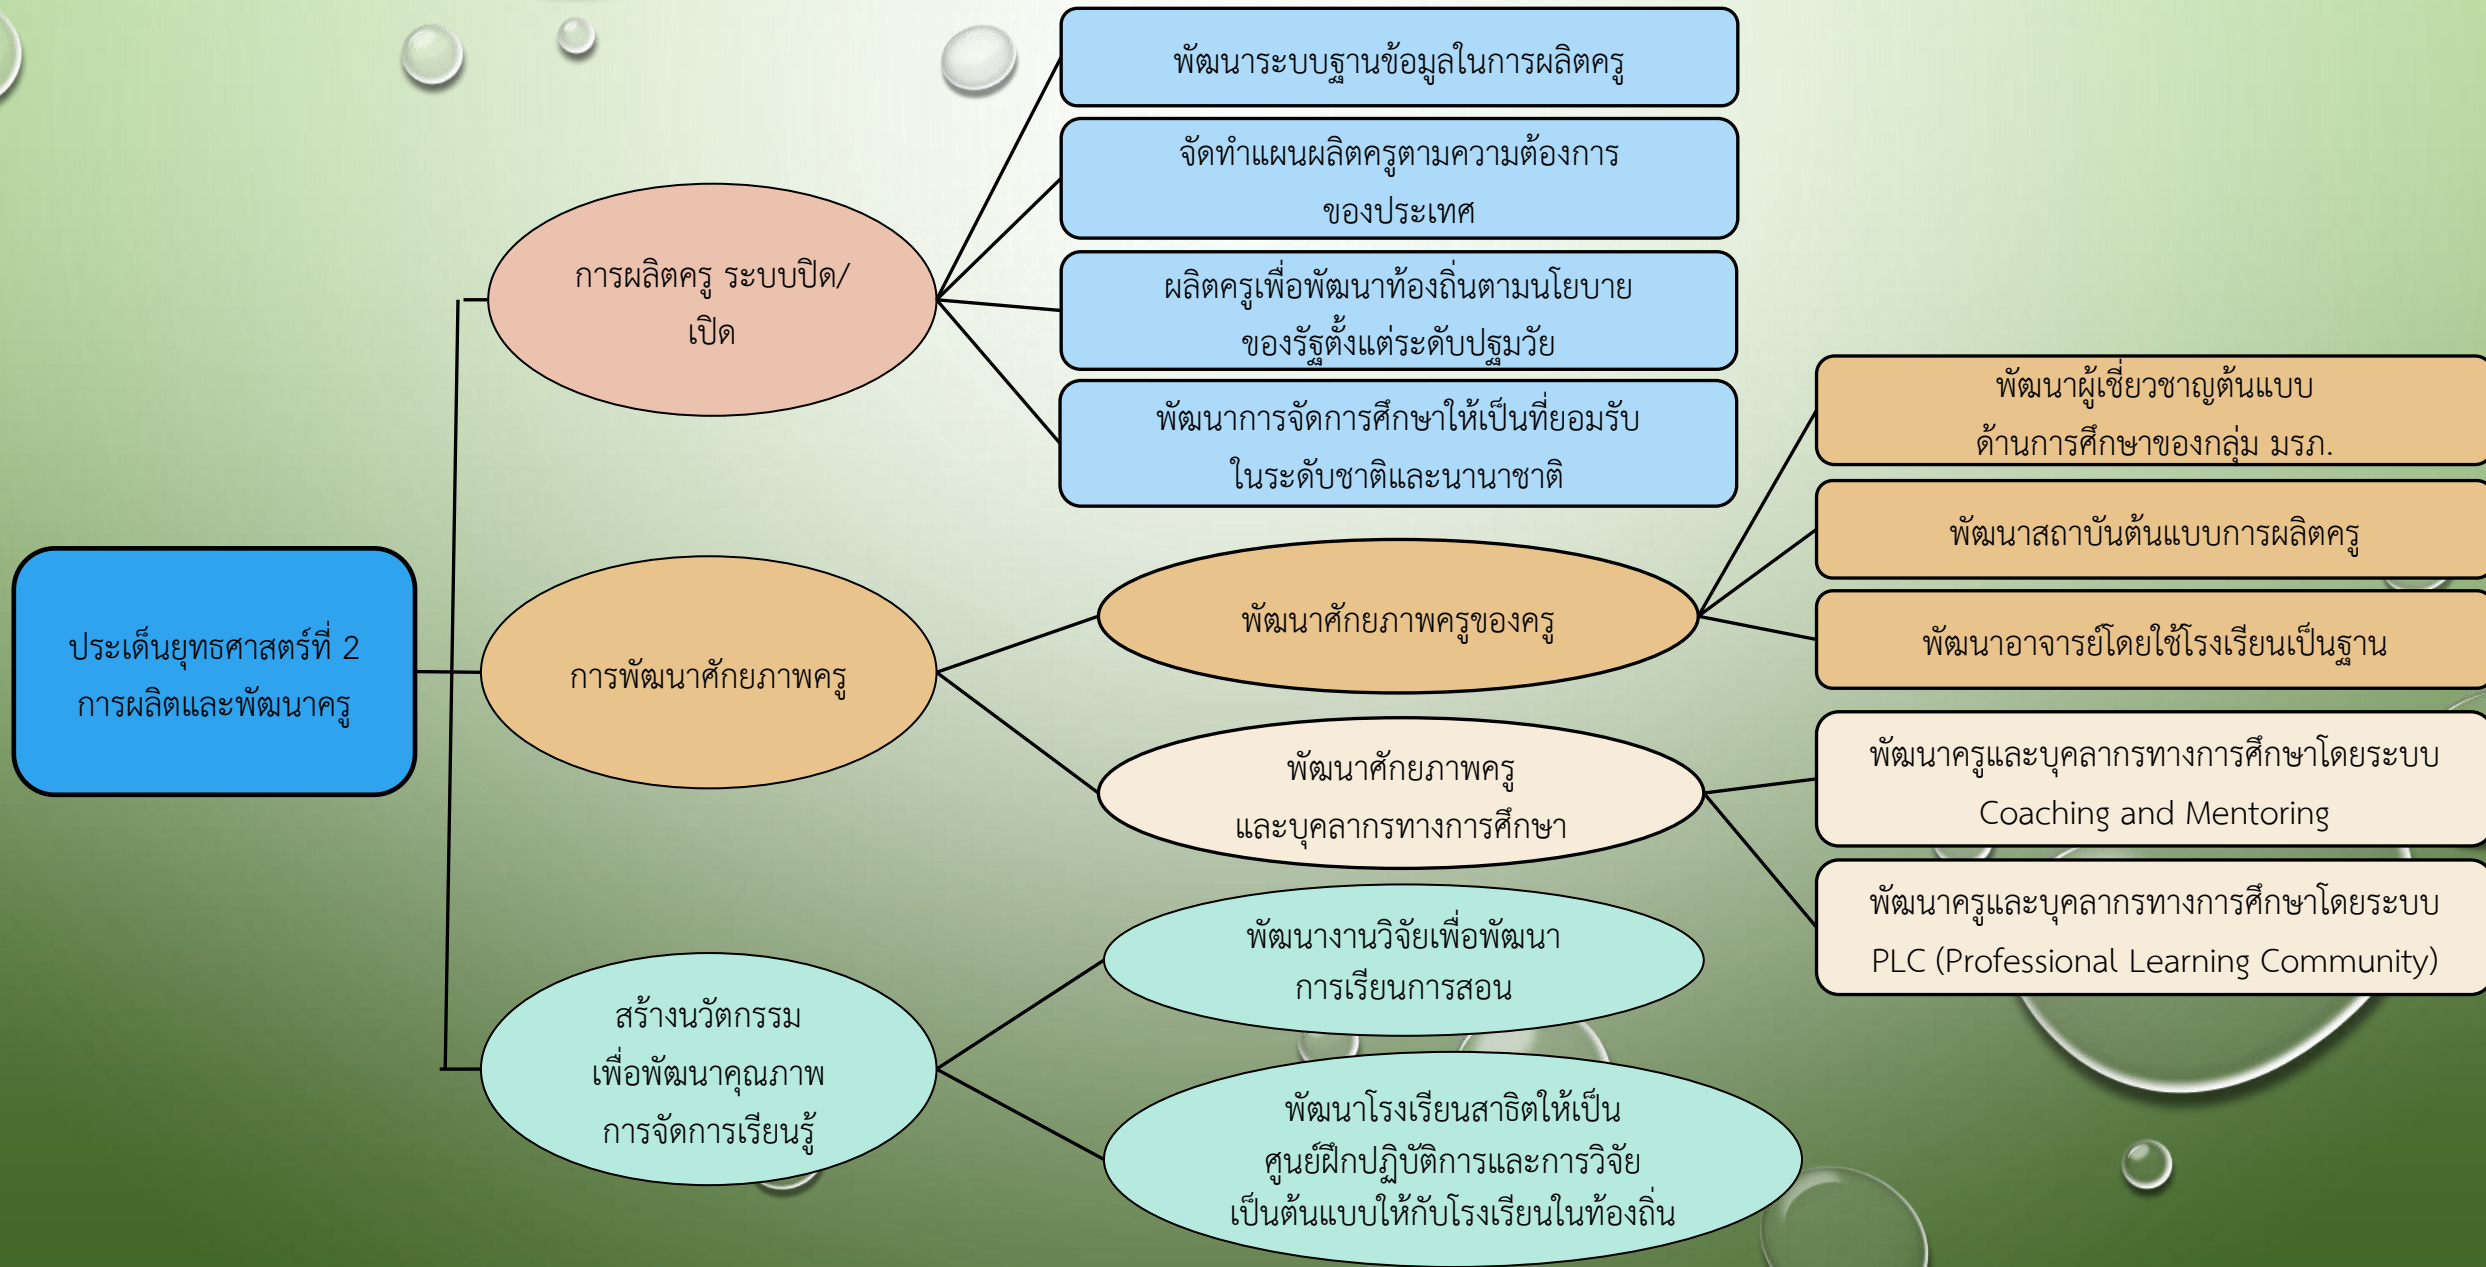 ประเด็นยุทธศาสตร์ที่ 2
การผลิตและพัฒนาครู
การผลิตครู ระบบปิด/
เปิด
พัฒนาระบบฐานข้อมูลในการผลิตครู
จัดทำแผนผลิตครูตามความต้องการ
ของประเทศ
ผลิตครูเพื่อพัฒนาท้องถิ่นตามนโยบาย
ของรัฐตั้งแต่ระดับปฐมวัย
พัฒนาการจัดการศึกษาให้เป็นที่ยอมรับ
ในระดับชาติและนานาชาติ
การพัฒนาศักยภาพครู
พัฒนาศักยภาพครูของครู
พัฒนาผู้เชี่ยวชาญต้นแบบ
ด้านการศึกษาของกลุ่ม มรภ.
พัฒนาสถาบันต้นแบบการผลิตครู
พัฒนาอาจารย์โดยใช้โรงเรียนเป็นฐาน
พัฒนาศักยภาพครู
และบุคลากรทางการศึกษา
พัฒนาครูและบุคลากรทางการศึกษาโดยระบบ
Coaching and Mentoring
พัฒนาครูและบุคลากรทางการศึกษาโดยระบบ
PLC (Professional Learning Community)
สร้างนวัตกรรม
เพื่อพัฒนาคุณภาพ
การจัดการเรียนรู้
พัฒนางานวิจัยเพื่อพัฒนา
การเรียนการสอน
พัฒนาโรงเรียนสาธิตให้เป็น
ศูนย์ฝึกปฏิบัติการและการวิจัย
เป็นต้นแบบให้กับโรงเรียนในท้องถิ่น